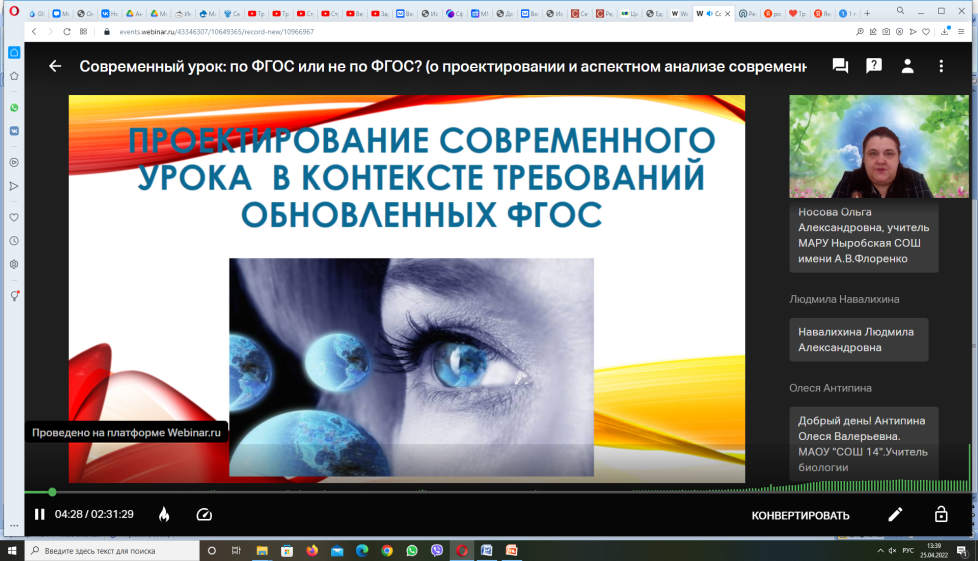 events.webinar.ru/43346307/10649365/record-new/10966967
Современный урок: по ФГОС или не по ФГОС? (о проектировании и аспектном анализе современн
ПРОЕКТИРОВАНИЕ СОВРЕМЕННОГО
УРОКА В КОНТЕКСТЕ ТРЕБОВАНИЙ
ОБНОВЛЕННЫХ ФГОС
Носова Ольга
Александровна, учитель
МАРУ Ныробская СОШ
имени А.В.Флоренко
Людмила Навалихина
Навалихина Людмила
Александровна
Олеся Антипина
Добрый день! Антипина
Олеся Валерьевна.
МАОУ "СОШ 14".Учитель
биологии
Проведено на платформе Webinar.ru
04:28 / 02:31:29
КОНВЕРТИРОВАТЬ
Введите здесь текст для поиска
РУС
13:39
25.04.2022